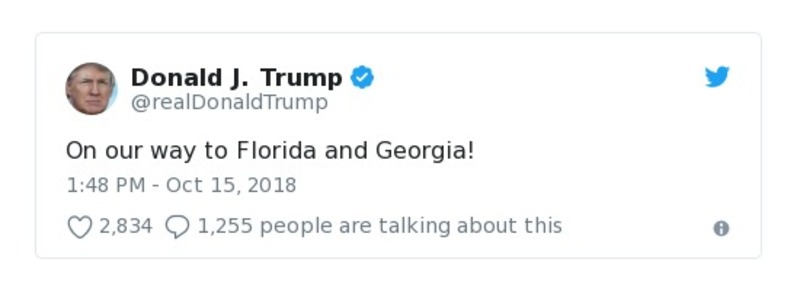 Donald J. Trump
@realDonaldTrump
On our way to Florida and Georgia!
1:48 PM - Oct 15, 2018
2,834 1,255 people are talking about this